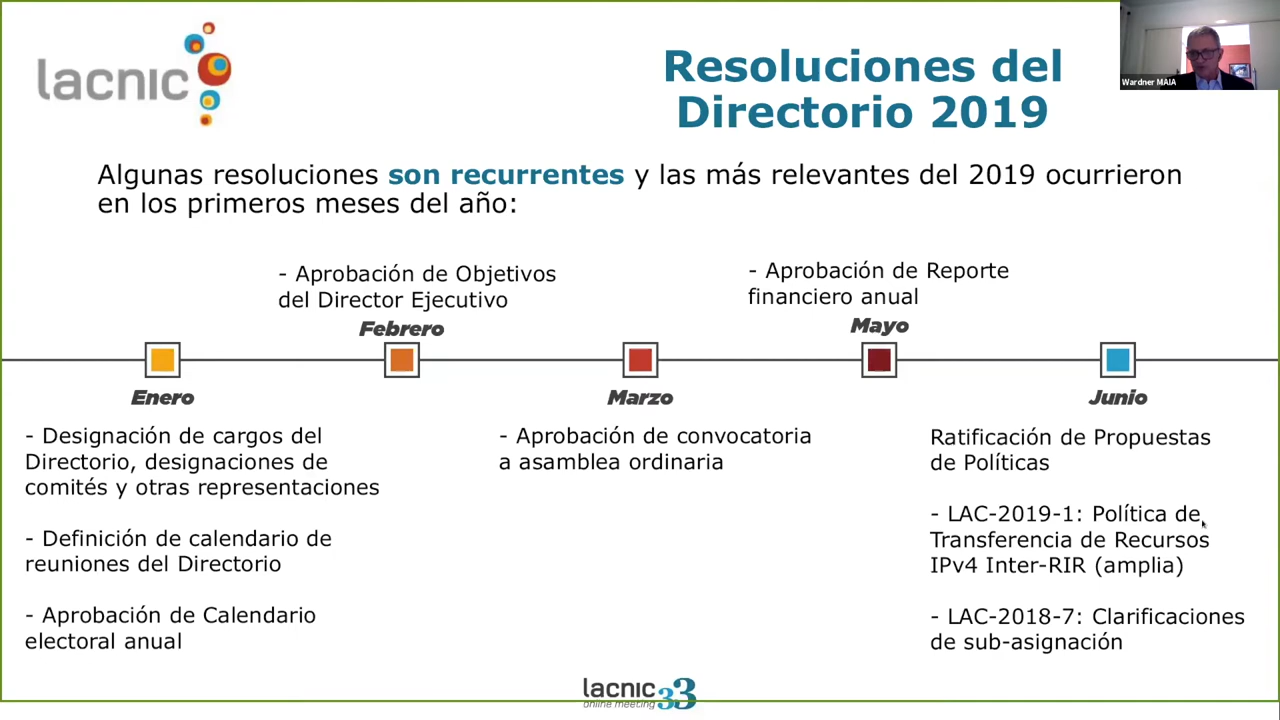 lacnic
Resoluciones del
Directorio 2019
Wardner MAIA
Algunas resoluciones son recurrentes y las más relevantes del 2019 ocurrieron
en los primeros meses del año:
- Aprobación de Objetivos
del Director Ejecutivo
Febrero
- Aprobación de Reporte
financiero anual
Mayo
Enero
- Designación de cargos del
Directorio, designaciones de
comités y otras representaciones
- Definición de calendario de
reuniones del Directorio
- Aprobación de Calendario
electoral anual
Marzo
- Aprobación de convocatoria
a asamblea ordinaria
Junio
Ratificación de Propuestas
de Políticas
- LAC-2019-1: Política de
Transferencia de Recursos
IPv4 Inter-RIR (amplia)
- LAC-2018-7: Clarificaciones
de sub-asignación
lacnic 33
online meeting